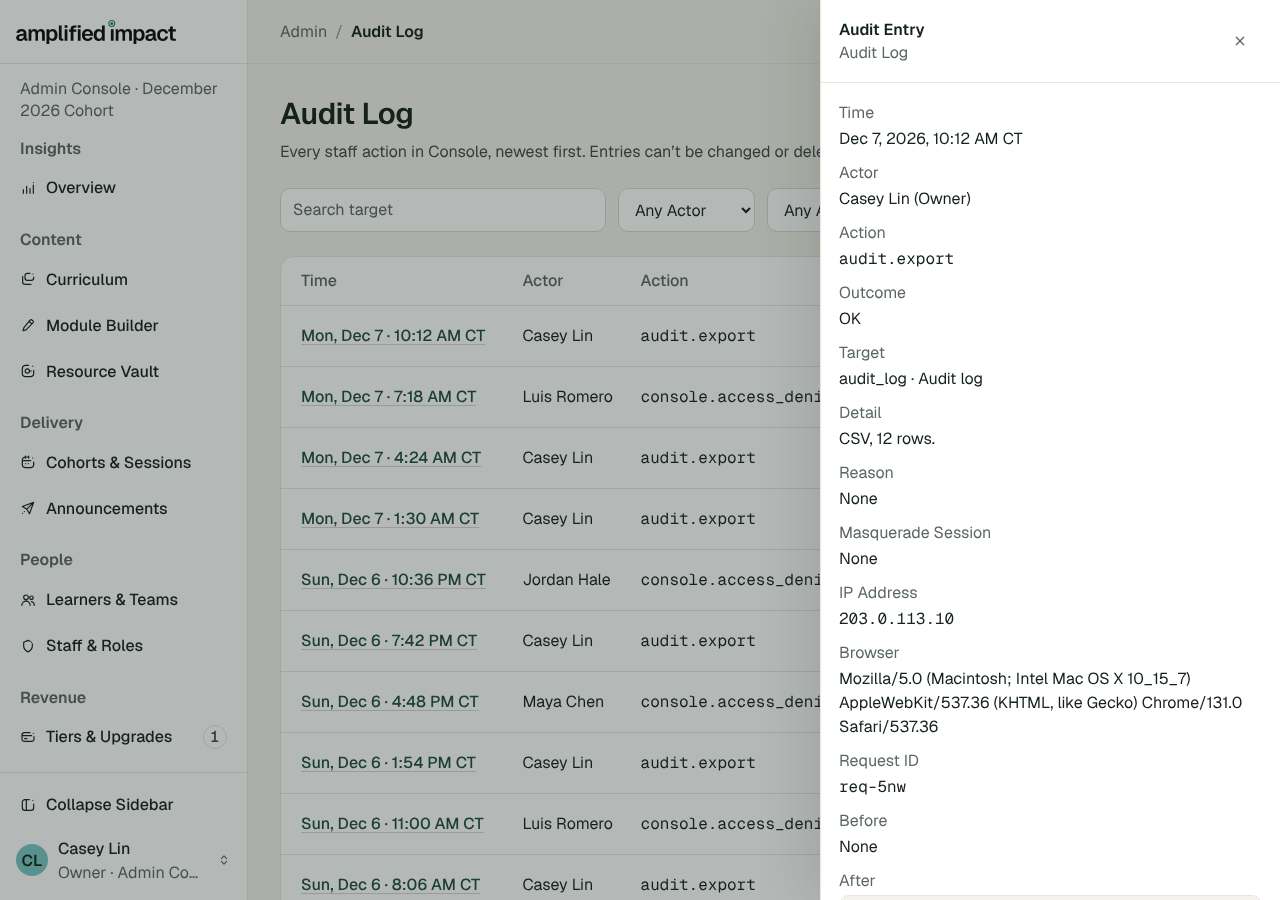 amplified impact
Admin Console · December
2026 Cohort
Insights
Overview
Content
Curriculum
Module Builder
Resource Vault
Delivery
Cohorts & Sessions
Announcements
People
Learners & Teams
Staff & Roles
Revenue
Tiers & Upgrades 1
Collapse Sidebar
CL
Casey Lin
Owner · Admin Co...
Admin / Audit Log
Audit Log
Every staff action in Console, newest first. Entries can't be changed or dele
Search target
Any Actor
Any A
Time Actor Action
Mon, Dec 7 · 10:12 AM CT Casey Lin audit.export
Mon, Dec 7 · 7:18 AM CT Luis Romero console.access_deni
Mon, Dec 7 · 4:24 AM CT Casey Lin audit.export
Mon, Dec 7 · 1:30 AM CT Casey Lin audit.export
Sun, Dec 6 · 10:36 PM CT Jordan Hale console.access_deni
Sun, Dec 6 · 7:42 PM CT Casey Lin audit.export
Sun, Dec 6 · 4:48 PM CT Maya Chen console.access_deni
Sun, Dec 6 · 1:54 PM CT Casey Lin audit.export
Sun, Dec 6 · 11:00 AM CT Luis Romero console.access_deni
Sun, Dec 6 · 8:06 AM CT Casey Lin audit.export
Audit Entry
Audit Log
Time
Dec 7, 2026, 10:12 AM CT
Actor
Casey Lin (Owner)
Action
audit.export
Outcome
OK
Target
audit_log · Audit log
Detail
CSV, 12 rows.
Reason
None
Masquerade Session
None
IP Address
203.0.113.10
Browser
Mozilla/5.0 (Macintosh; Intel Mac OS X 10_15_7)
AppleWebKit/537.36 (KHTML, like Gecko) Chrome/131.0
Safari/537.36
Request ID
req-5nw
Before
None
After